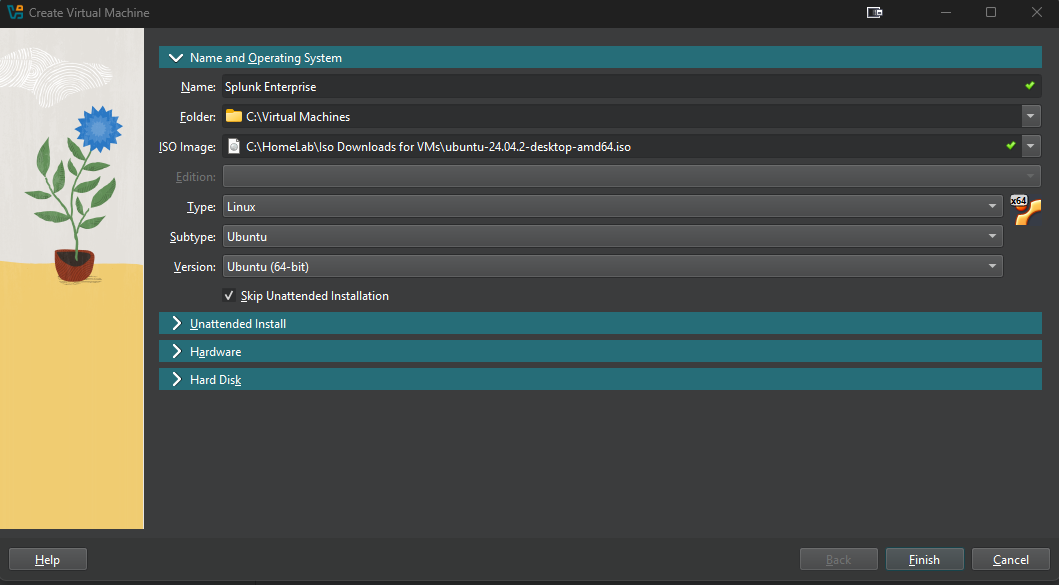 Create Virtual Machine
Name and Operating System
Name: Splunk Enterprise
Folder: C:\Virtual Machines
ISO Image: C:\HomeLab\Iso Downloads for VMs\ubuntu-24.04.2-desktop-amd64.iso
Edition:
Type: Linux
x64
Subtype: Ubuntu
Version: Ubuntu (64-bit)
Skip Unattended Installation
Unattended Install
Hardware
Hard Disk
Help Back Finish Cancel